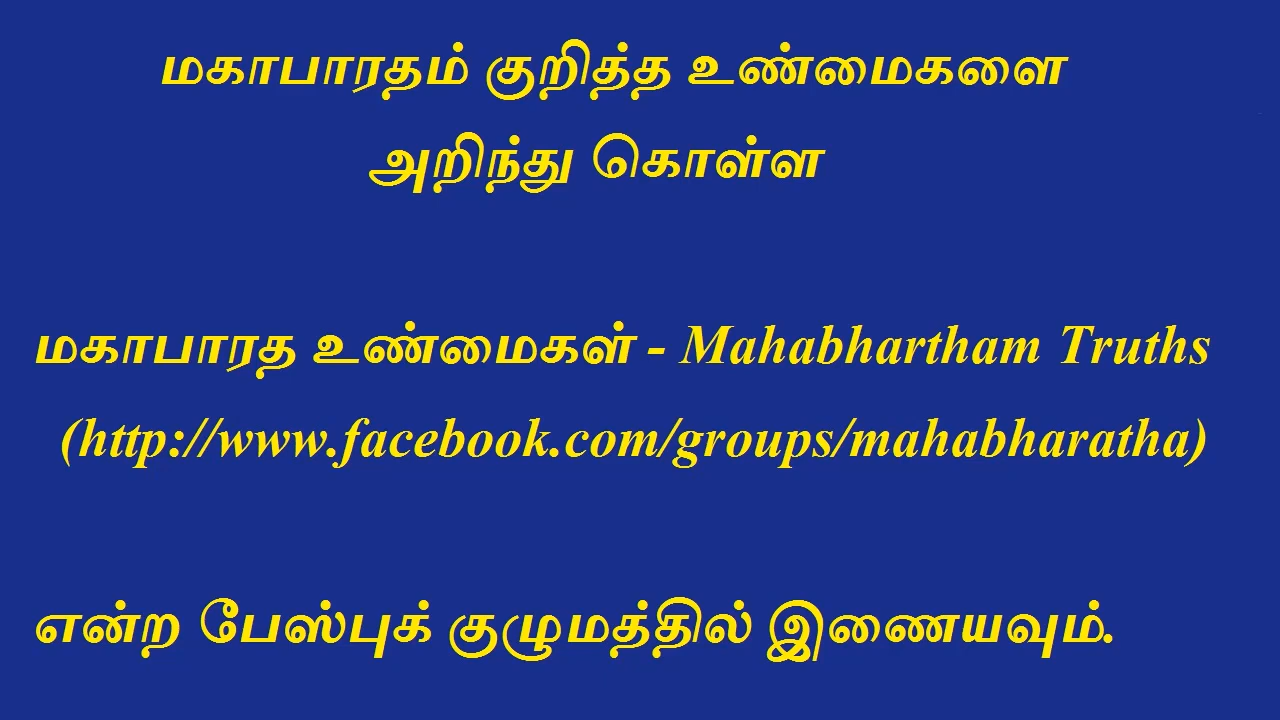 மகாபாரதம் குறித்த உண்மைகளை
அறிந்து கொள்ள
மகாபாரத உண்மைகள் - Mahabhartham Truths
(http://www.facebook.com/groups/mahabharatha)
என்ற பேஸ்புக் குழுமத்தில் இணையவும்.